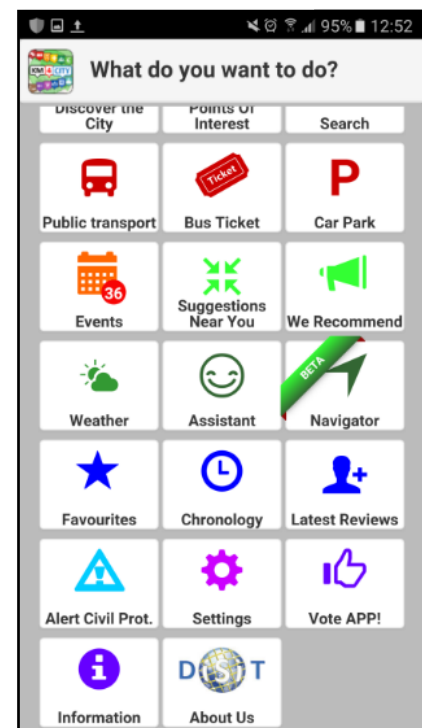 95% 12:52
KM4CITY
What do you want to do?
Discover the
City
Points Of
Interest
Search
Public transport
Ticket
Bus Ticket
P
Car Park
36
Events
Suggestions
Near You
We Recommend
Weather
Assistant
BETA
Navigator
Favourites
Chronology
Latest Reviews
Alert Civil Prot.
Settings
Vote APP!
Information
DISIT
About Us